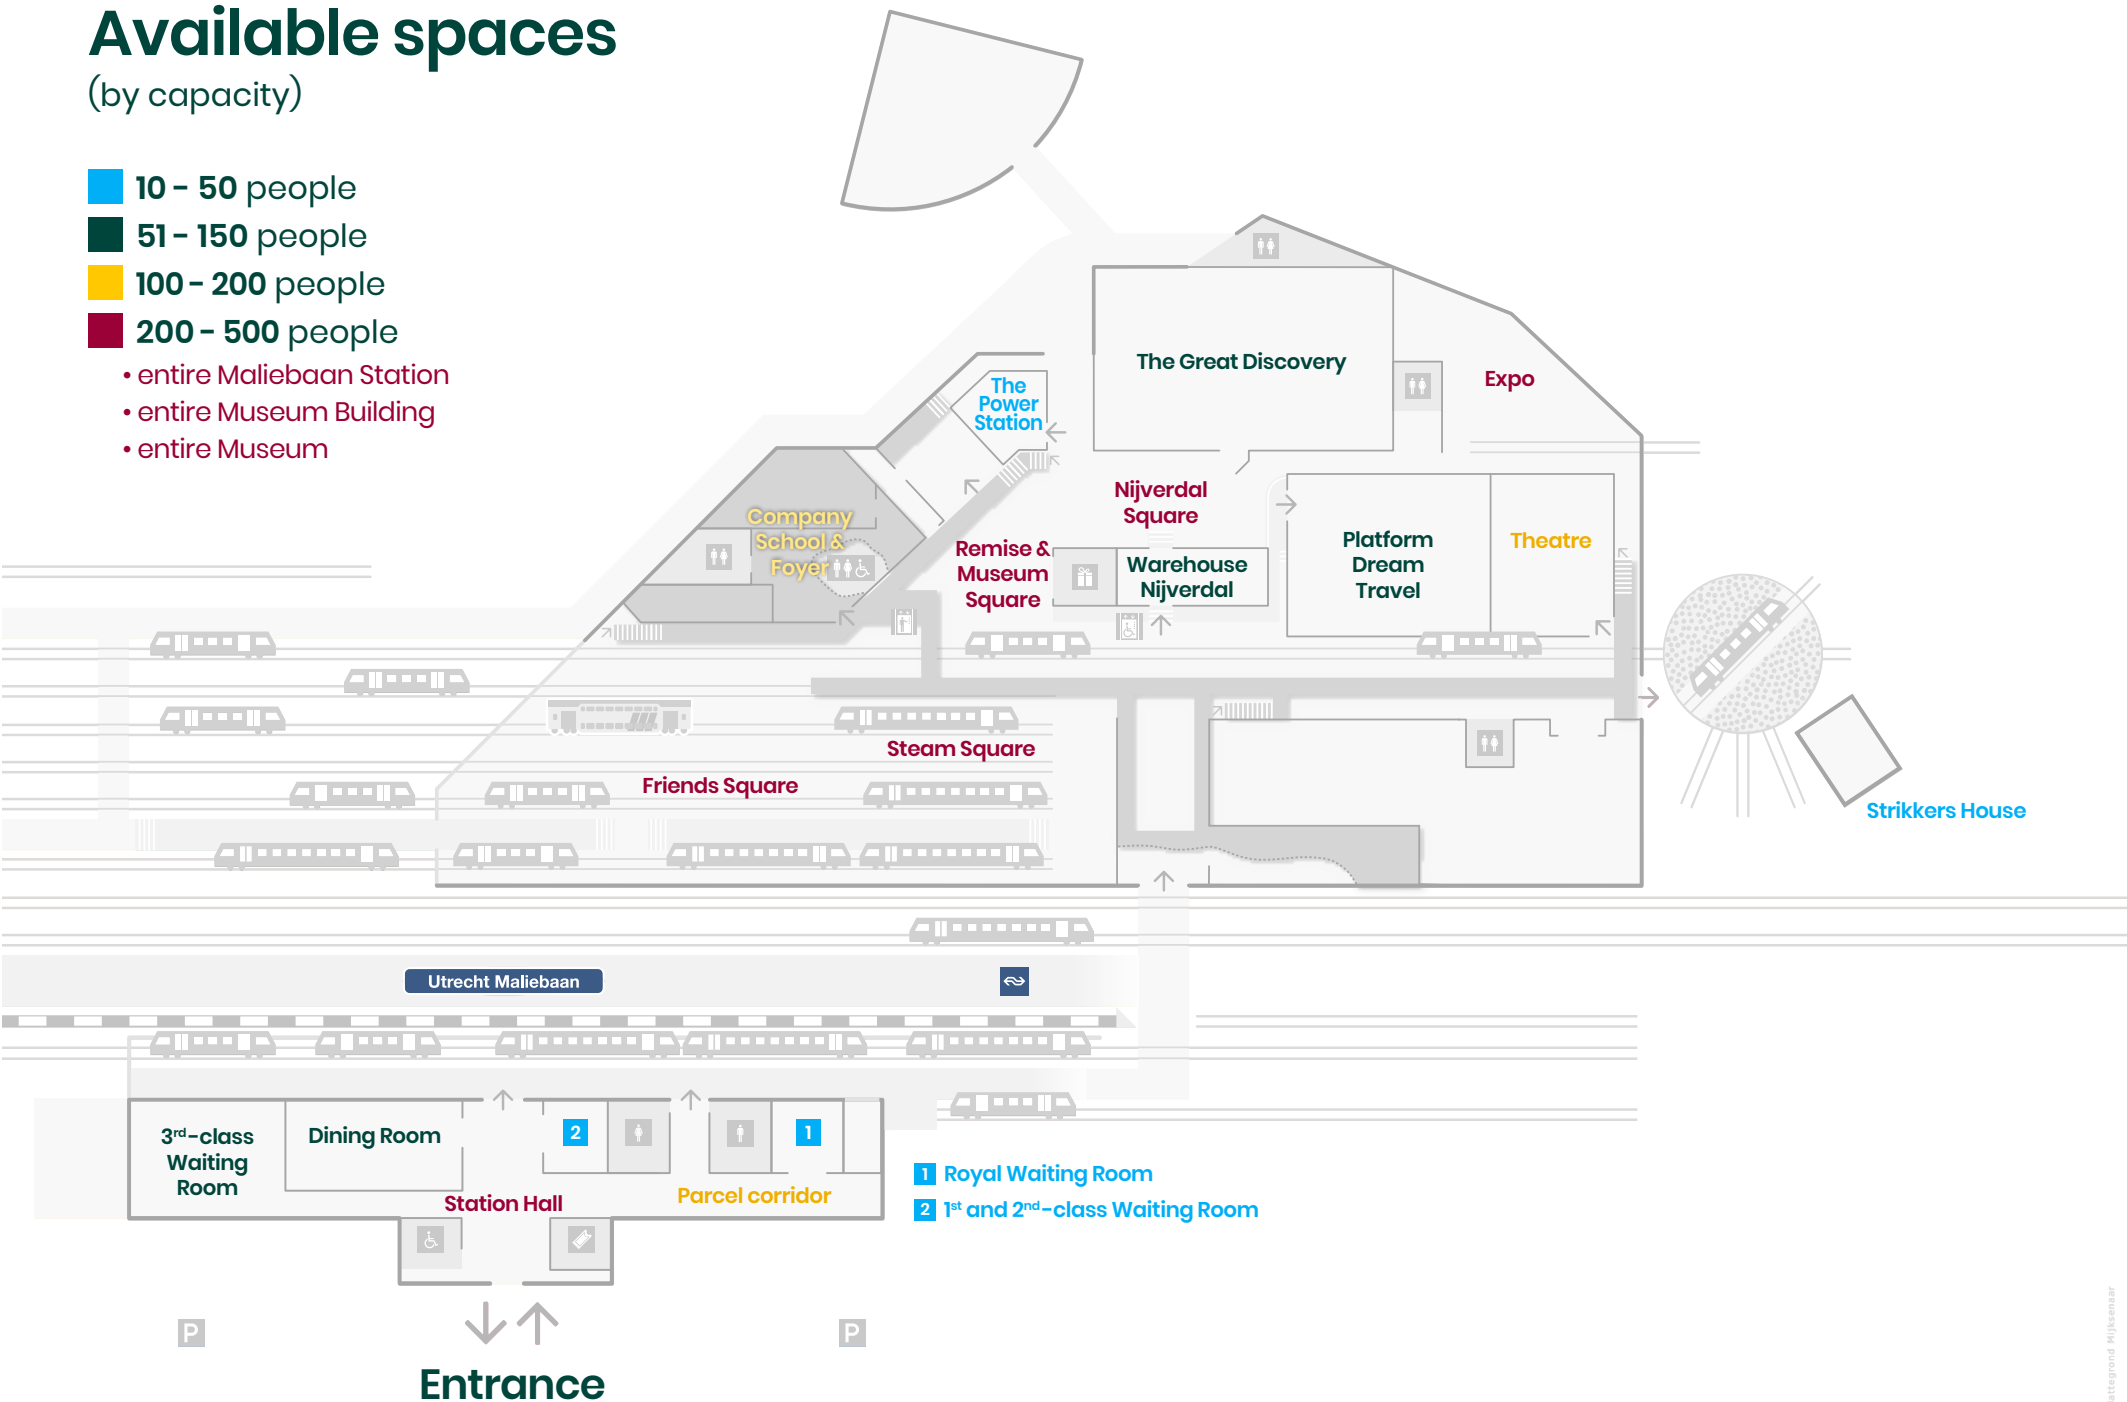 Available spaces
(by capacity)
10 - 50 people
51 - 150 people
100 - 200 people
200 - 500 people
• entire Maliebaan Station
• entire Museum Building
• entire Museum
The Great Discovery
Expo
The
Power
Station
Nijverdal
Square
Company
School &
Foyer
Remise &
Museum
Square
Warehouse
Nijverdal
Platform
Dream
Travel
Theatre
Steam Square
Friends Square
Strikkers House
Utrecht Maliebaan
3rd-class
Waiting
Room
Dining Room
2
1
Station Hall
Parcel corridor
1 Royal Waiting Room
2 1st and 2nd-class Waiting Room
P
P
Entrance
Mijksenaar